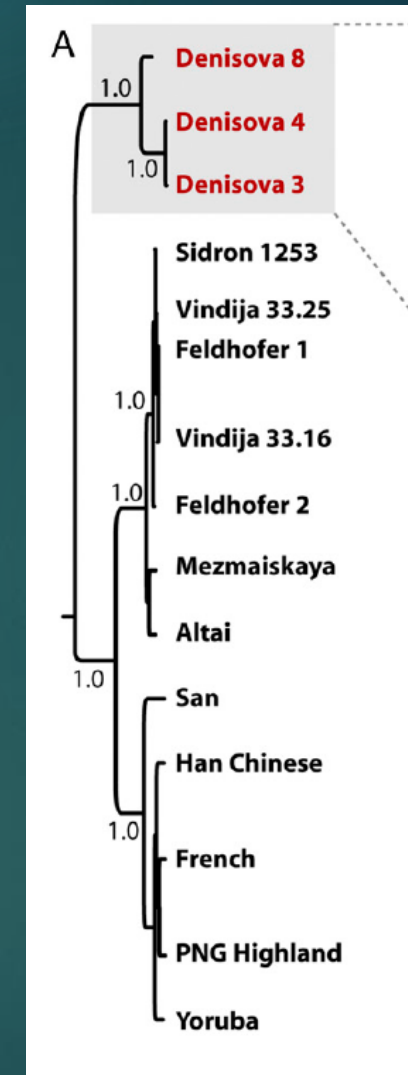 A
1.0
Denisova 8
Denisova 4
1.0
Denisova 3
Sidron 1253
Vindija 33.25
Feldhofer 1
1.0
Vindija 33.16
1.0
Feldhofer 2
Mezmaiskaya
Altai
1.0
San
Han Chinese
1.0
French
PNG Highland
Yoruba